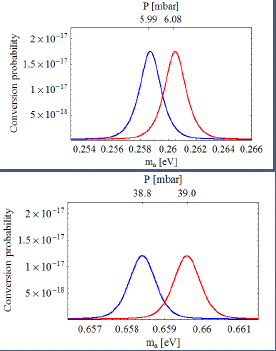 P [mbar]
5.99 6.08
Conversion probability
2×10⁻¹⁷
1.5×10⁻¹⁷
1×10⁻¹⁷
5×10⁻¹⁸
0.254 0.256 0.258 0.26 0.262 0.264 0.266
mₐ [eV]
P [mbar]
38.8 39.0
Conversion probability
2×10⁻¹⁷
1.5×10⁻¹⁷
1×10⁻¹⁷
5×10⁻¹⁸
0.657 0.658 0.659 0.66 0.661
mₐ [eV]